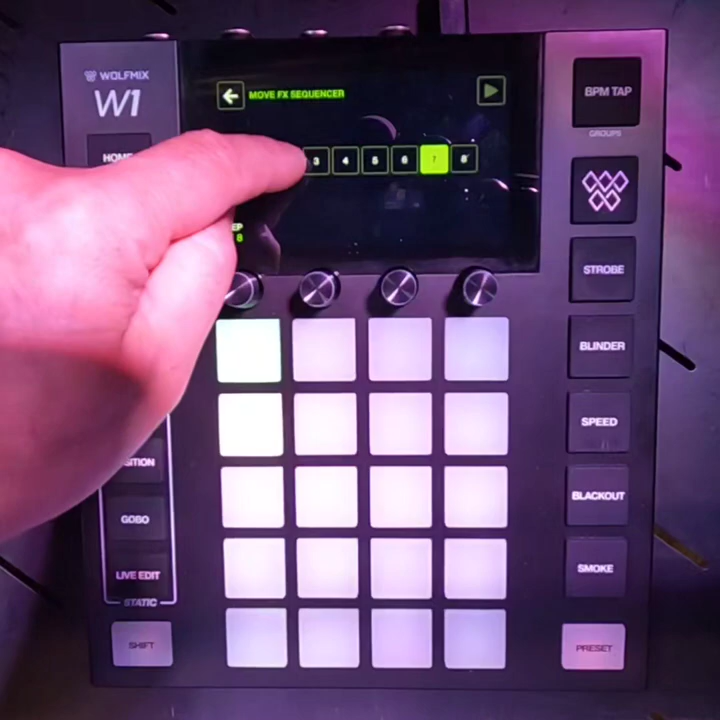 WOLFMIX
W1
MOVE FX SEQUENCER
BPM TAP
GROUPS
HOME
3 4 5 6 7 8
8
STROBE
BLINDER
SPEED
GOBO
BLACKOUT
LIVE EDIT
STATIC
SMOKE
SHIFT
PRESET